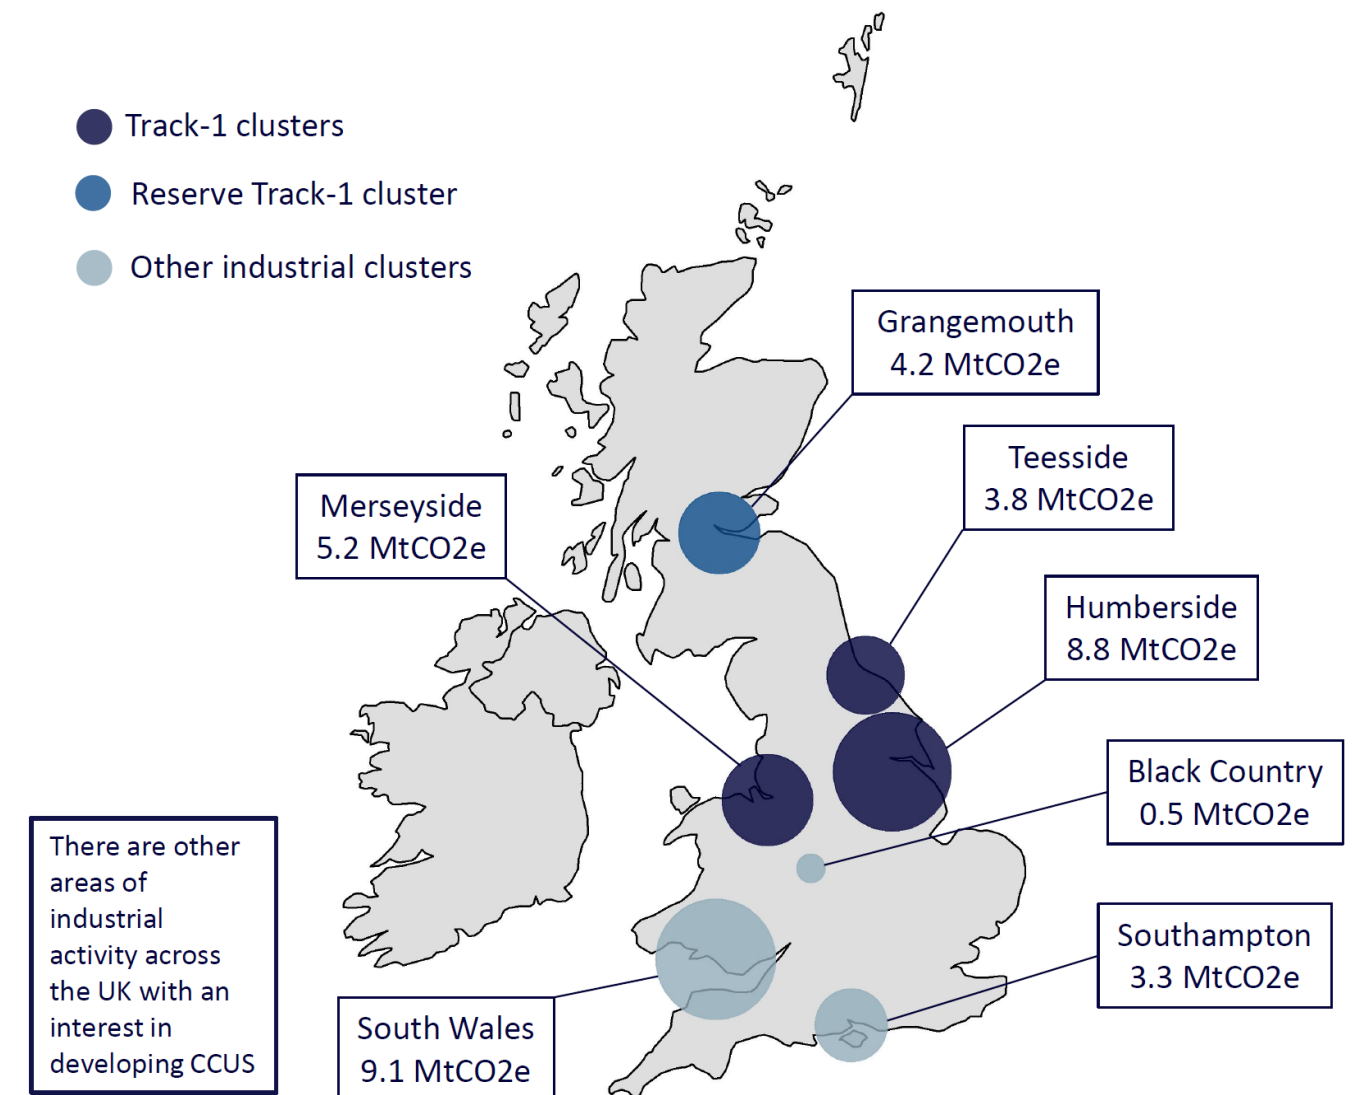 Track-1 clusters
Reserve Track-1 cluster
Other industrial clusters
Grangemouth
4.2 MtCO2e
Teesside
3.8 MtCO2e
Merseyside
5.2 MtCO2e
Humberside
8.8 MtCO2e
Black Country
0.5 MtCO2e
There are other
areas of
industrial
activity across
the UK with an
interest in
developing CCUS
Southampton
3.3 MtCO2e
South Wales
9.1 MtCO2e